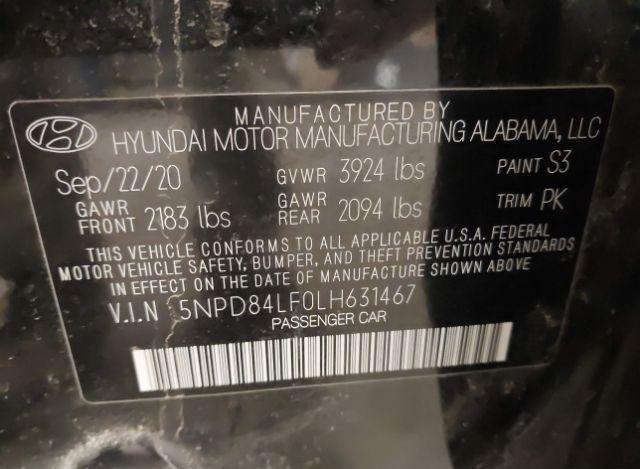 MANUFACTURED BY
HYUNDAI MOTOR MANUFACTURING ALABAMA, LLC
Sep/22/20 GVWR 3924 lbs PAINT S3
GAWR FRONT 2183 lbs GAWR REAR 2094 lbs TRIM PK
THIS VEHICLE CONFORMS TO ALL APPLICABLE U.S.A. FEDERAL
MOTOR VEHICLE SAFETY, BUMPER, AND THEFT PREVENTION STANDARDS
IN EFFECT ON THE DATE OF MANUFACTURE SHOWN ABOVE
V.I.N 5NPD84LF0LH631467
PASSENGER CAR